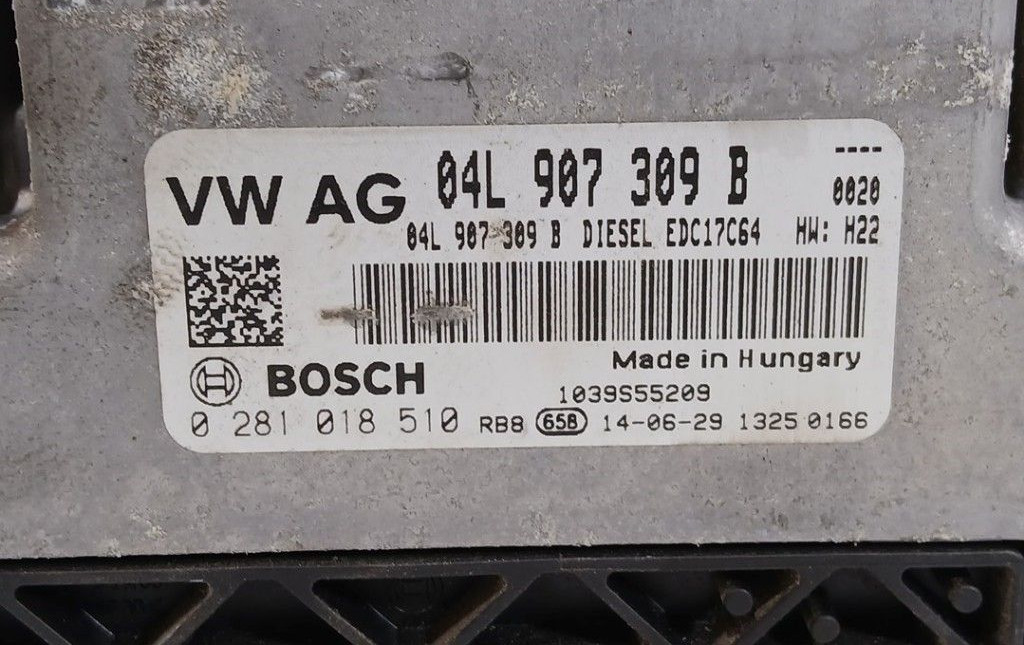 VW AG 04L 907 309 B ----
0020
04L 907 309 B DIESEL EDC17C64 HW: H22
Made in Hungary
BOSCH
1039S55209
0 281 018 510 RB8 658 14-06-29 1325 0166